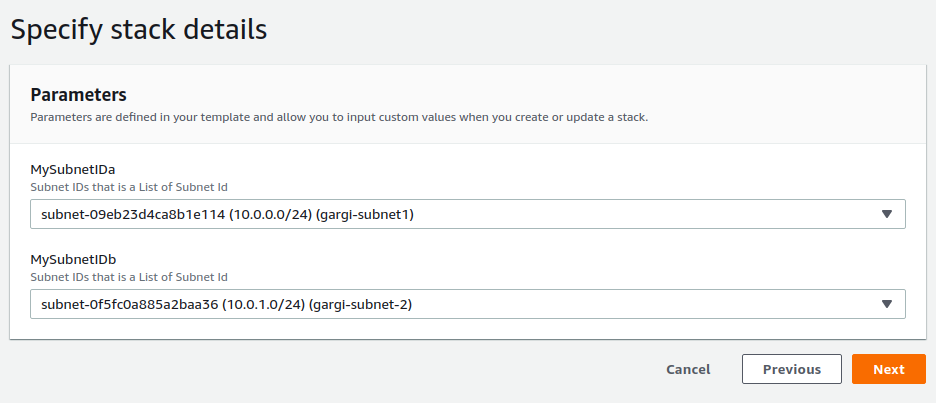 Specify stack details
Parameters
Parameters are defined in your template and allow you to input custom values when you create or update a stack.
MySubnetIDa
Subnet IDs that is a List of Subnet Id
subnet-09eb23d4ca8b1e114 (10.0.0.0/24) (gargi-subnet1)
MySubnetIDb
Subnet IDs that is a List of Subnet Id
subnet-0f5fc0a885a2baa36 (10.0.1.0/24) (gargi-subnet-2)
Cancel Previous Next